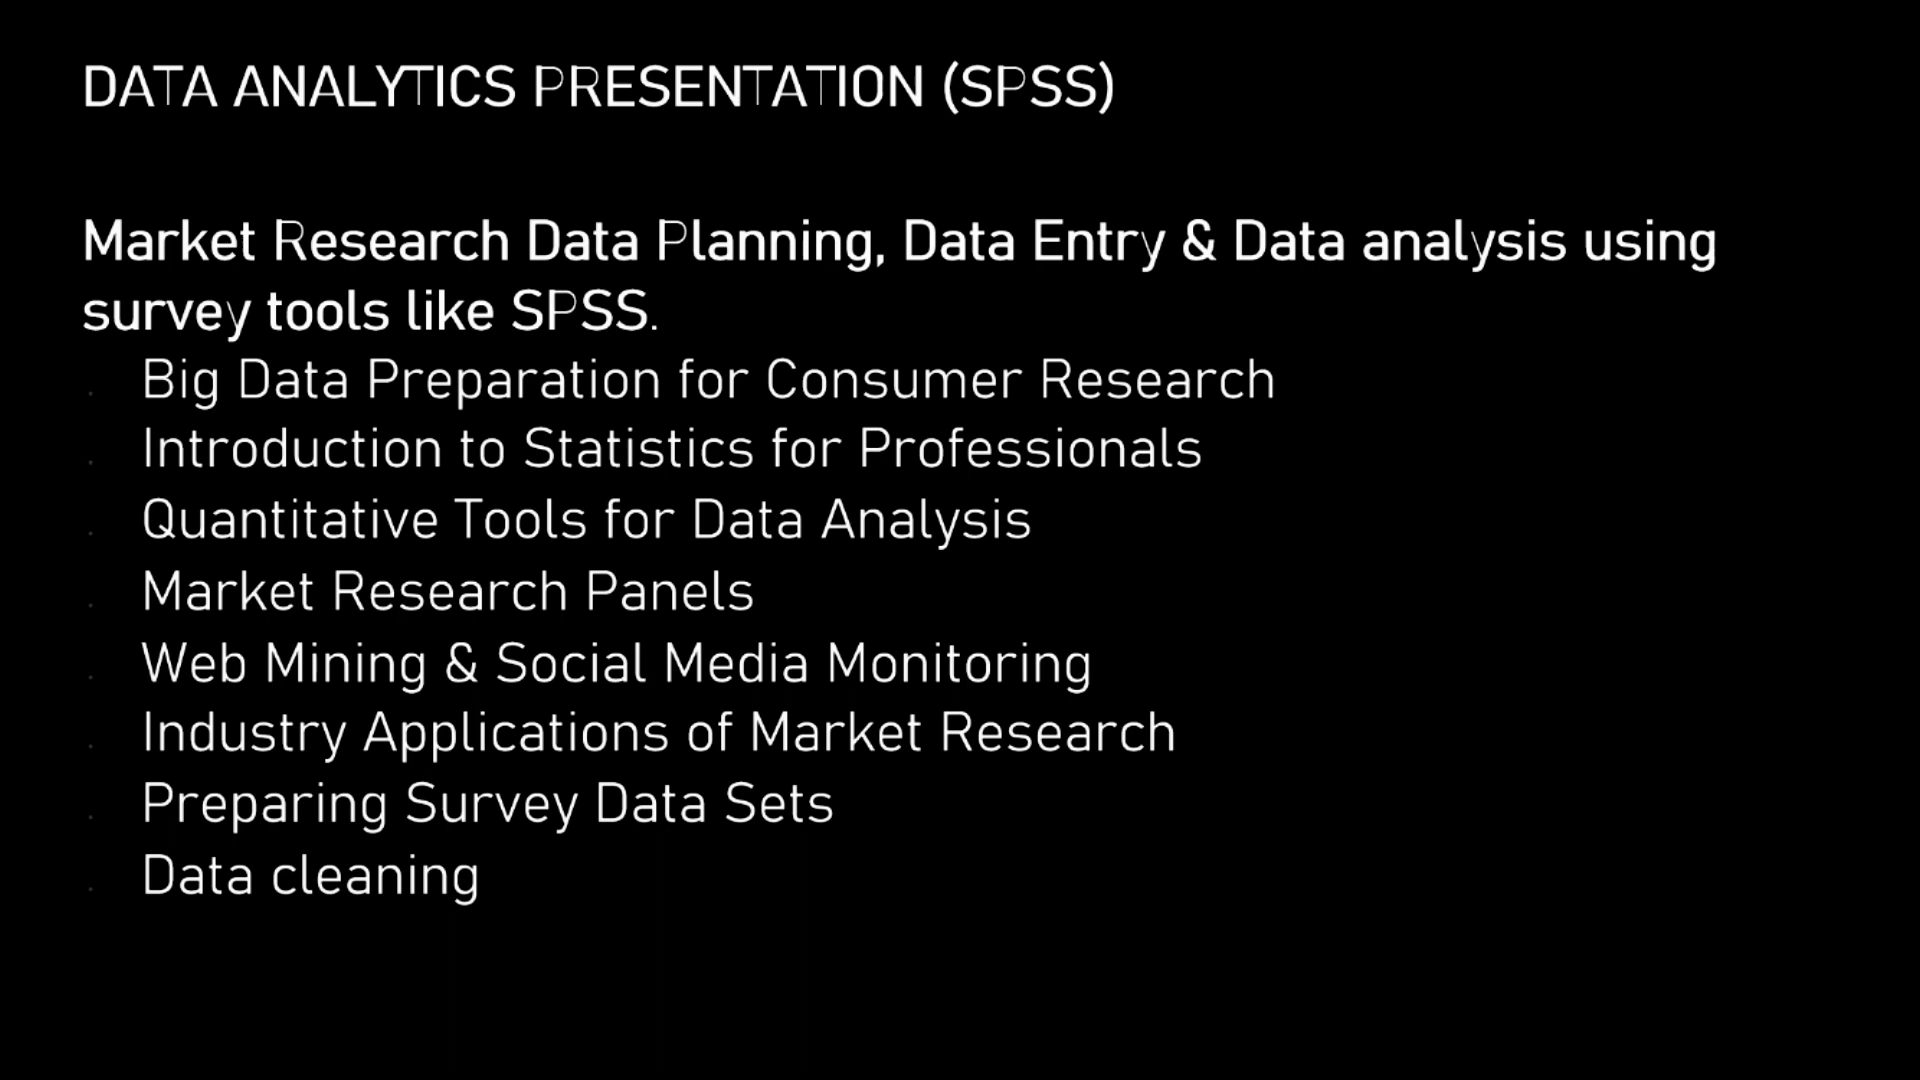 DATA ANALYTICS PRESENTATION (SPSS)
Market Research Data Planning, Data Entry & Data analysis using
survey tools like SPSS.
. Big Data Preparation for Consumer Research
. Introduction to Statistics for Professionals
. Quantitative Tools for Data Analysis
. Market Research Panels
. Web Mining & Social Media Monitoring
. Industry Applications of Market Research
. Preparing Survey Data Sets
. Data cleaning